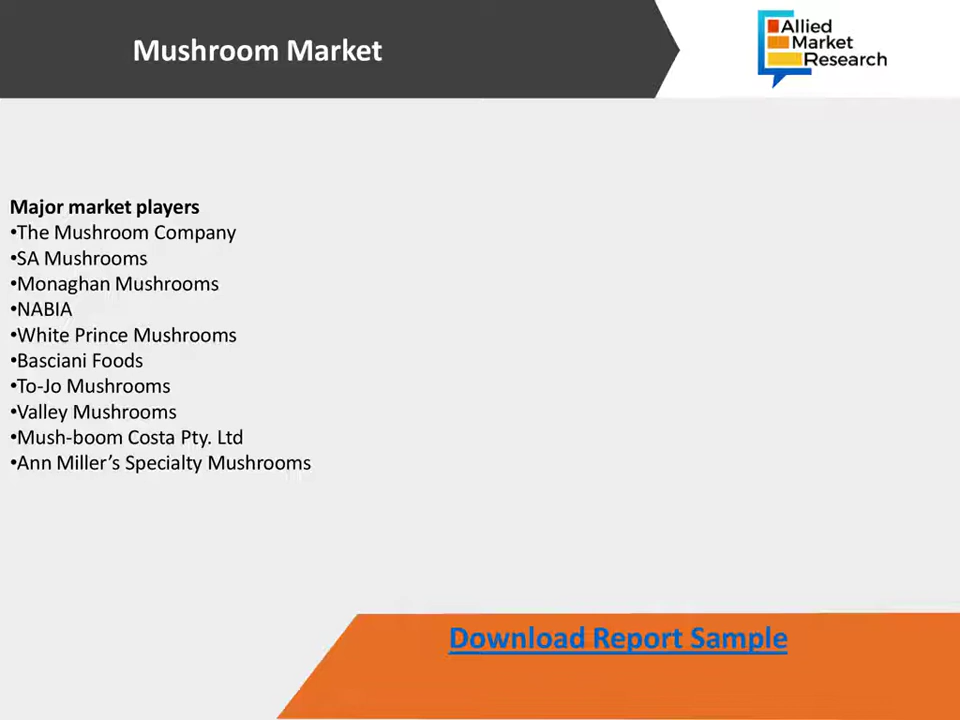 Mushroom Market
Allied
Market
Research
Major market players
•The Mushroom Company
•SA Mushrooms
•Monaghan Mushrooms
•NABIA
•White Prince Mushrooms
•Basciani Foods
•To-Jo Mushrooms
•Valley Mushrooms
•Mush-boom Costa Pty. Ltd
•Ann Miller’s Specialty Mushrooms
Download Report Sample